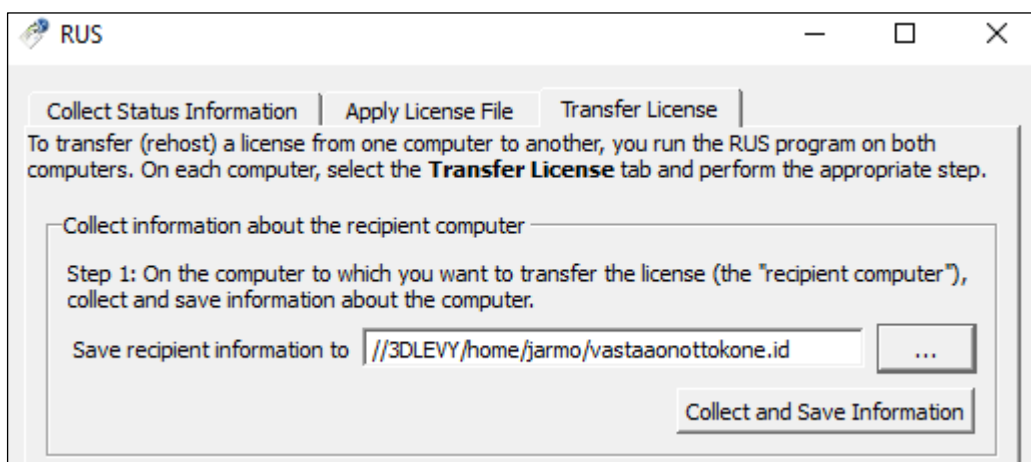 RUS
Collect Status Information Apply License File Transfer License
To transfer (rehost) a license from one computer to another, you run the RUS program on both
computers. On each computer, select the Transfer License tab and perform the appropriate step.
Collect information about the recipient computer
Step 1: On the computer to which you want to transfer the license (the "recipient computer"),
collect and save information about the computer.
Save recipient information to //3DLEVY/home/jarmo/vastaaonottokone.id ...
Collect and Save Information